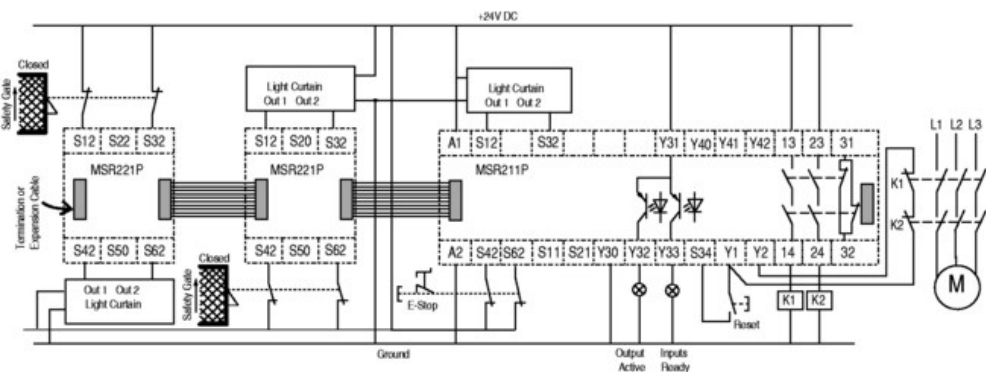 +24V DC
Closed
Safety Gate
Light Curtain
Out 1 Out 2
Light Curtain
Out 1 Out 2
S12 S22 S32
S12 S20 S32
A1 S12 S32 Y31 Y40 Y41 Y42 13 23 31
L1 L2 L3
MSR221P
MSR221P
MSR211P
K1
K2
Termination or
Expansion Cable
S42 S50 S62
S42 S50 S62
A2 S42 S62 S11 S21 Y30 Y32 Y33 S34 Y1 Y2 14 24 32
Closed
Safety Gate
Out 1 Out 2
Light Curtain
E-Stop
K1 K2
M
Reset
Ground
Output
Active
Inputs
Ready